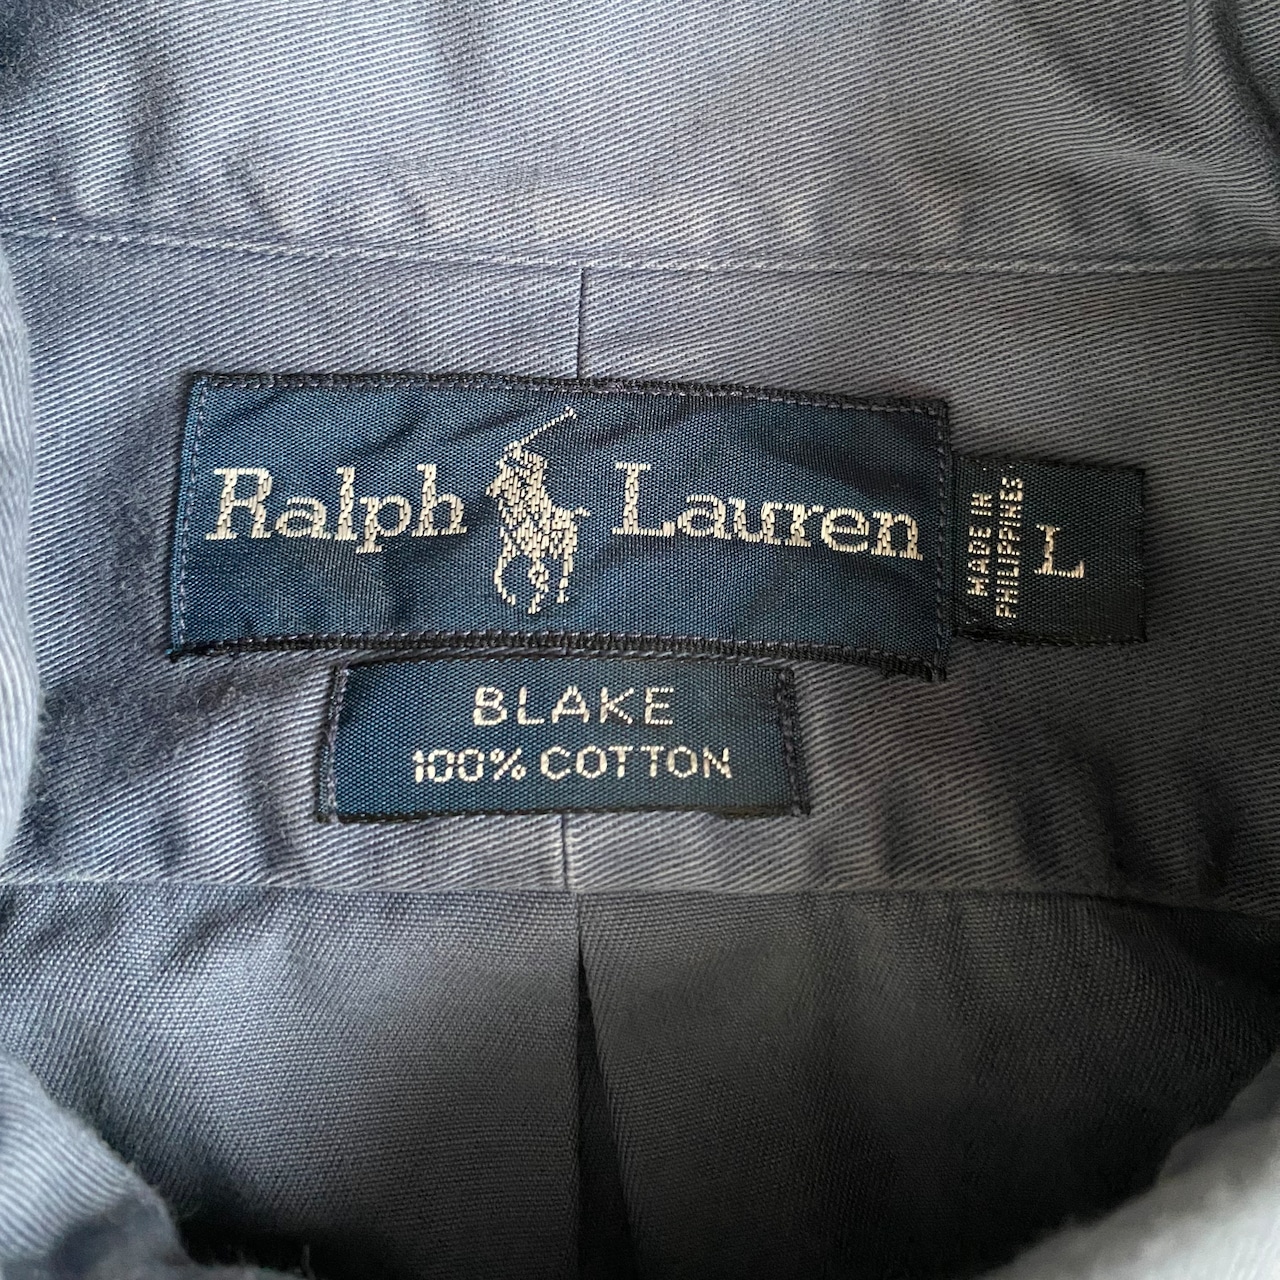 Ralph Lauren
MADE IN
PHILIPPINES
L
BLAKE
100% COTTON